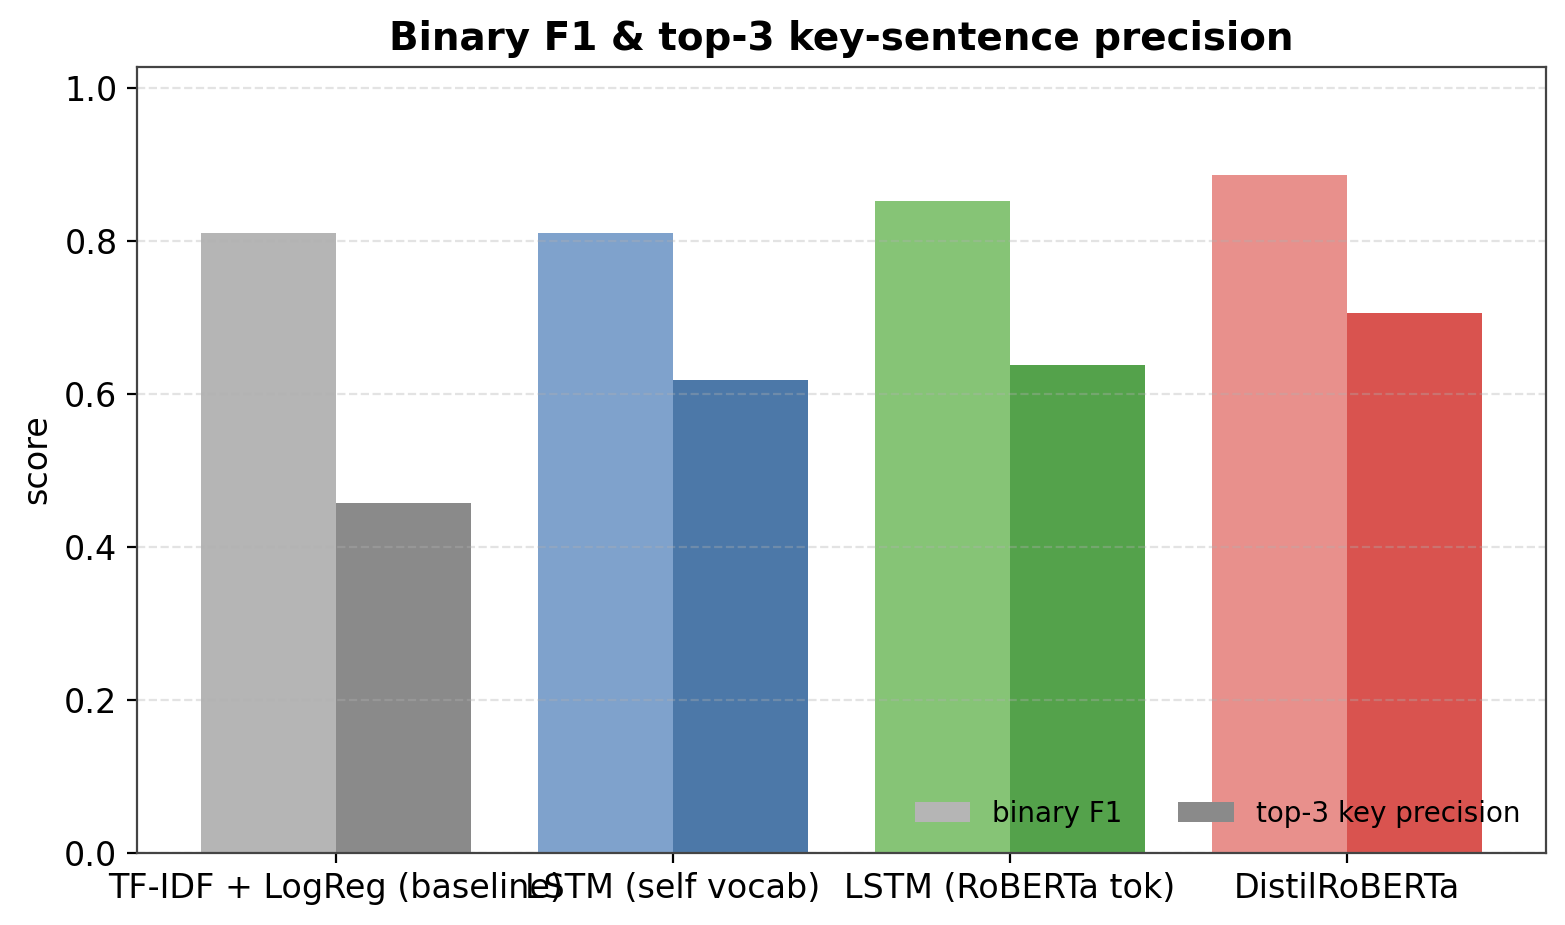 Binary F1 & top-3 key-sentence precision
score
1.0
0.8
0.6
0.4
0.2
0.0
binary F1
top-3 key precision
TF-IDF + LogReg (baseline)
LSTM (self vocab)
LSTM (RoBERTa tok)
DistilRoBERTa